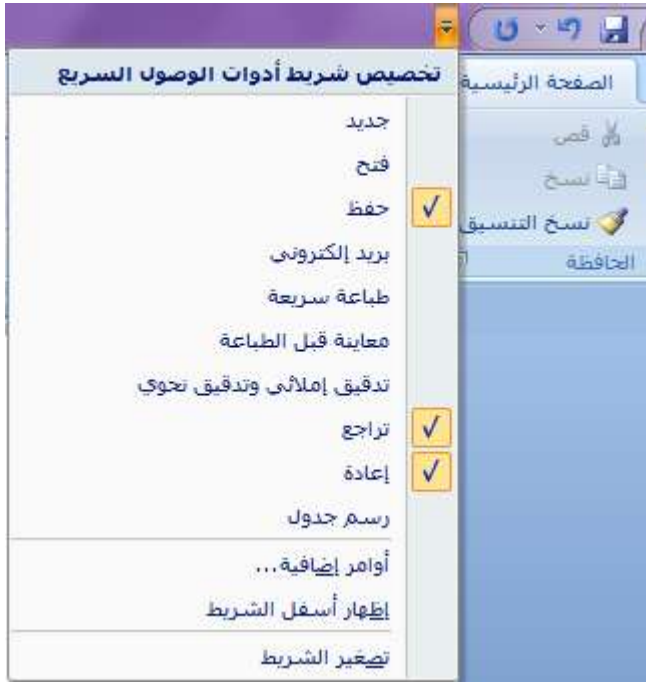 الصفحة الرئيسية
قص
نسخ
نسخ التنسيق
الحافظة
تخصيص شريط أدوات الوصول السريع
جديد
فتح
حفظ
بريد إلكتروني
طباعة سريعة
معاينة قبل الطباعة
تدقيق إملائي وتدقيق نحوي
تراجع
إعادة
رسم جدول
أوامر إضافية...
إظهار أسفل الشريط
تصغير الشريط